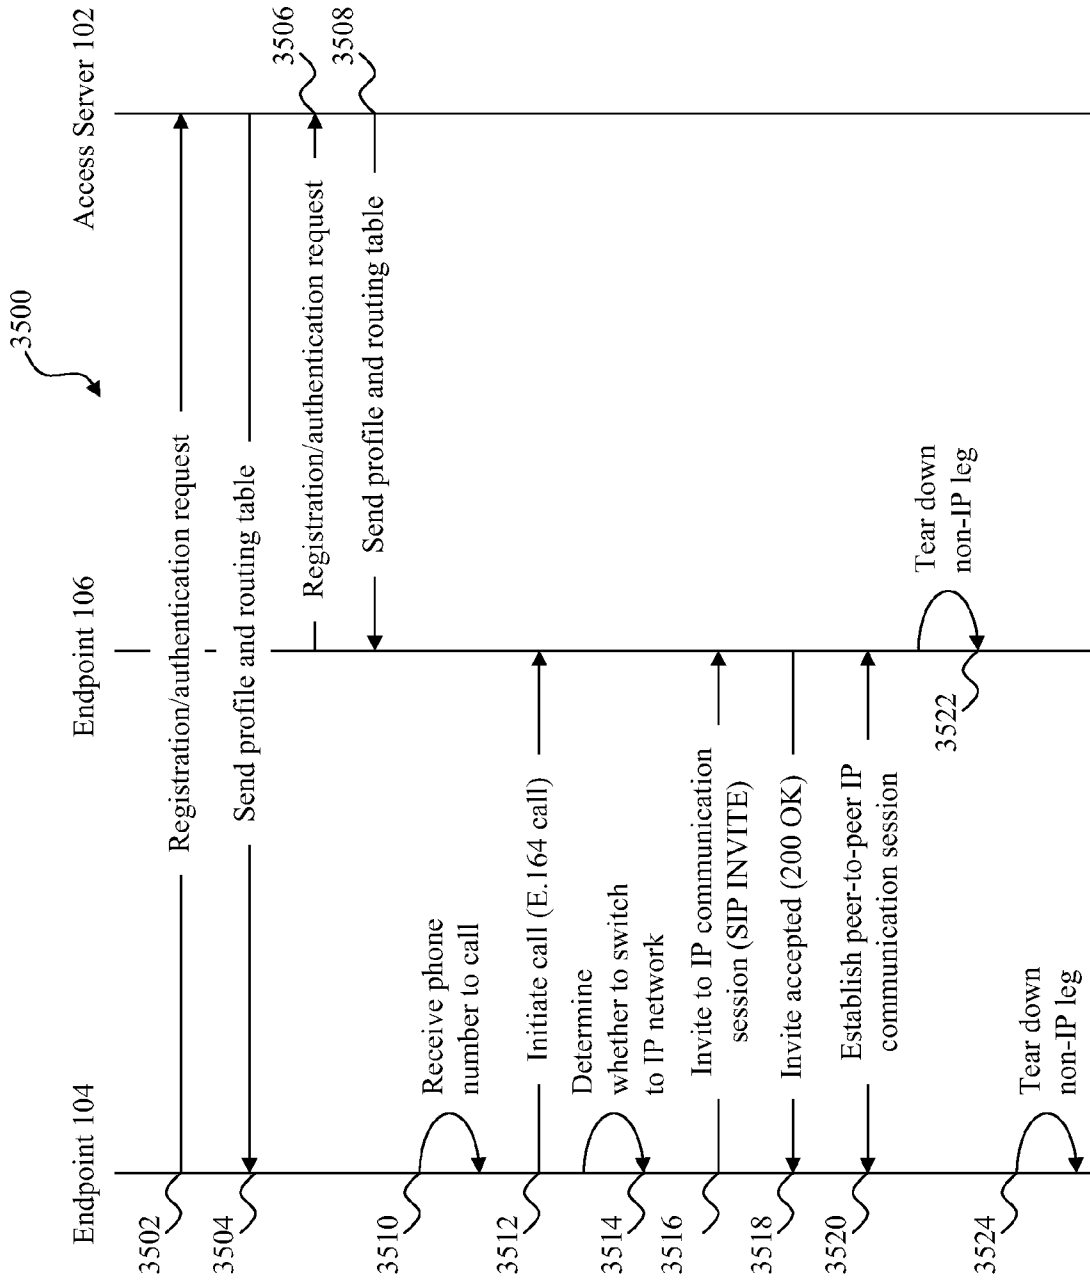 3500
Endpoint 104
Endpoint 106
Access Server 102
3502
Registration/authentication request
3504
Send profile and routing table
Registration/authentication request
3506
Send profile and routing table
3508
3510
Receive phone
number to call
3512
Initiate call (E.164 call)
3514
Determine
whether to switch
to IP network
3516
Invite to IP communication
session (SIP INVITE)
3518
Invite accepted (200 OK)
3520
Establish peer-to-peer IP
communication session
3522
Tear down
non-IP leg
3524
Tear down
non-IP leg